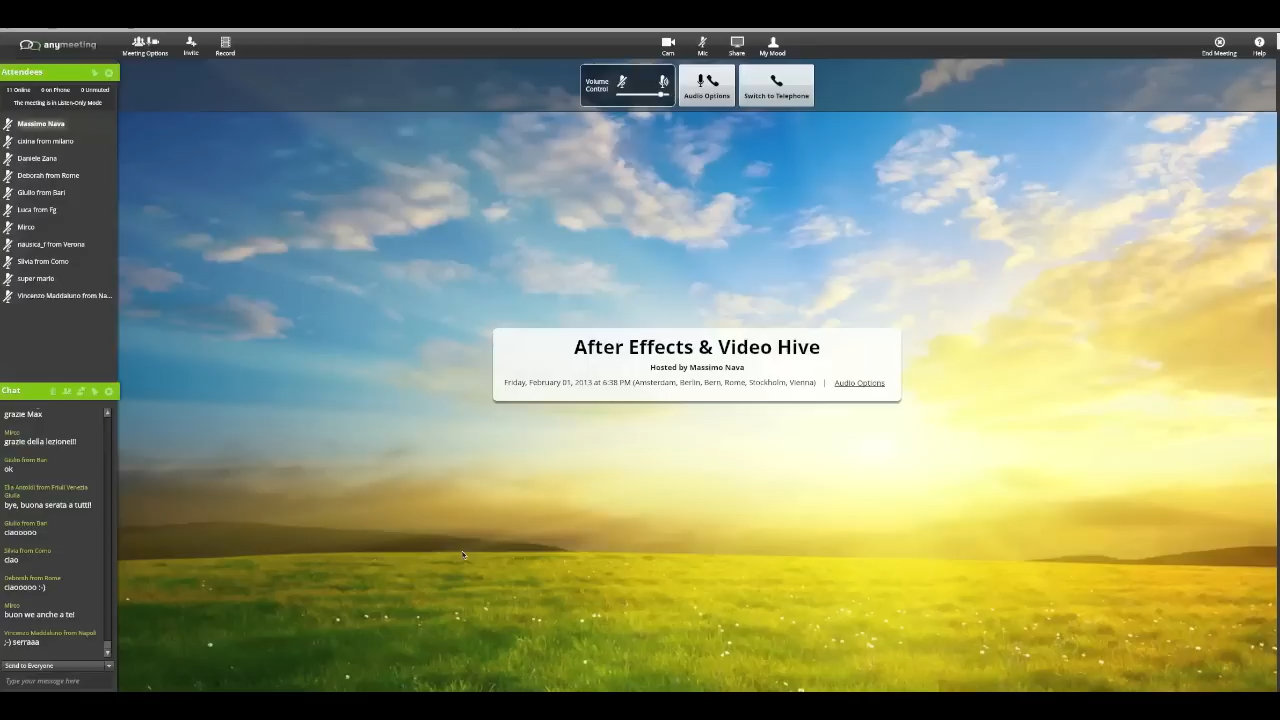 anymeeting
Meeting Options
Invite
Record
Cam
Mic
Share
My Mood
End Meeting
Help
Attendees
11 Online 0 on Phone 0 Unmuted
The meeting is in Listen-Only Mode
Massimo Nava
cixina from milano
Daniele Zana
Deborah from Rome
Giulio from Bari
Luca from Fg
Mirco
nausica_f from Verona
Silvia from Como
super mario
Vincenzo Maddaluno from Na...
Volume
Control
Audio Options
Switch to Telephone
After Effects & Video Hive
Hosted by Massimo Nava
Friday, February 01, 2013 at 6:38 PM (Amsterdam, Berlin, Bern, Rome, Stockholm, Vienna) | Audio Options
Chat
grazie Max
Mirco
grazie della lezione!!!
Giulio from Bari
ok
from Friuli Venezia
Giulia
bye, buona serata a tutti!
Giulio from Bari
ciaooooo
Silvia from Como
ciao
Deborah from Rome
ciaooooo :-)
Mirco
buon we anche a te!
Vincenzo Maddaluno from Napoli
;-) serraaa
Send to Everyone
Type your message here